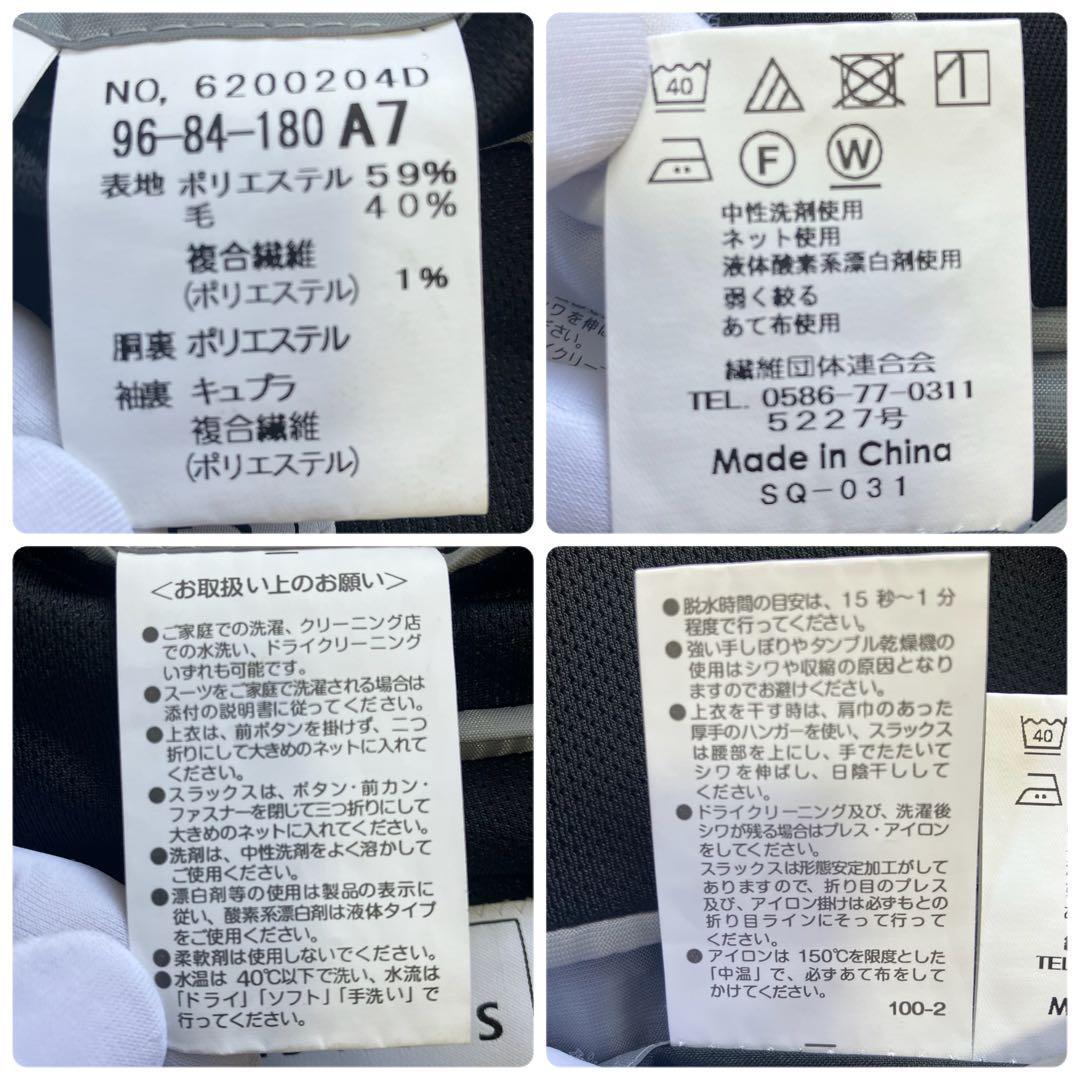 NO, 6200204D
96-84-180 A7
表地 ポリエステル 59%
毛 40%
複合繊維
(ポリエステル) 1%
胴裏 ポリエステル
袖裏 キュプラ
複合繊維
(ポリエステル)
40
F W
中性洗剤使用
ネット使用
液体酸素系漂白剤使用
弱く絞る
あて布使用
繊維団体連合会
TEL. 0586-77-0311
5227号
Made in China
SQ-031
<お取扱い上のお願い>
●ご家庭での洗濯、クリーニング店
での水洗い、ドライクリーニング
いずれも可能です。
●スーツをご家庭で洗濯される場合は
添付の説明書に従ってください。
●上衣は、前ボタンを掛けず、二つ
折りにして大きめのネットに入れて
ください。
●スラックスは、ボタン・前カン・
ファスナーを閉じて三つ折りにして
大きめのネットに入れてください。
●洗剤は、中性洗剤をよく溶かして
ご使用ください。
●漂白剤等の使用は製品の表示に
従い、酸素系漂白剤は液体タイプ
をご使用ください。
●柔軟剤は使用しないでください。
●水温は 40℃以下で洗い、水流は
「ドライ」「ソフト」「手洗い」で
行ってください。
S
●脱水時間の目安は、15秒〜1分
程度で行ってください。
●強い手しぼりやタンブル乾燥機の
使用はシワや収縮の原因となり
ますのでお避けください。
●上衣を干す時は、肩巾のあった
厚手のハンガーを使い、スラックス
は腰部を上にし、手でたたいて
シワを伸ばし、日陰干しして
ください。
●ドライクリーニング及び、洗濯後
シワが残る場合はプレス・アイロン
をしてください。
スラックスは形態安定加工がして
ありますので、折り目のプレス
及び、アイロン掛けは必ずもとの
折り目ラインにそって行って
ください。
●アイロンは 150℃を限度とした
「中温」で、必ずあて布をして
かけてください。
100-2
40
TEL
M